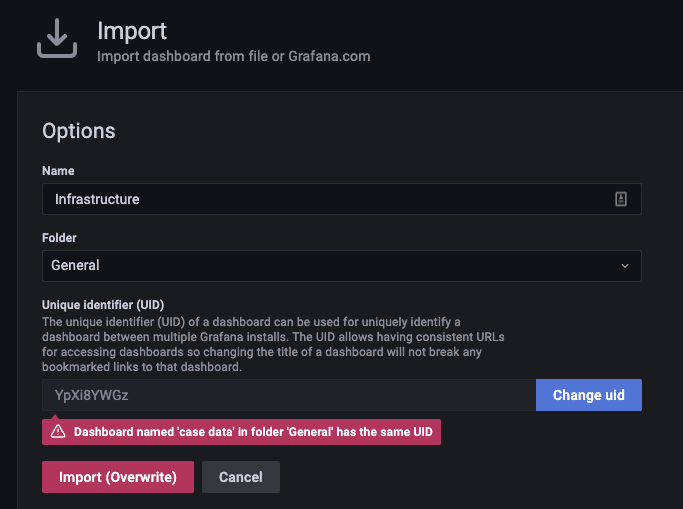 Import
Import dashboard from file or Grafana.com
Options
Name
Infrastructure
Folder
General
Unique identifier (UID)
The unique identifier (UID) of a dashboard can be used for uniquely identify a
dashboard between multiple Grafana installs. The UID allows having consistent URLs
for accessing dashboards so changing the title of a dashboard will not break any
bookmarked links to that dashboard.
YpXi8YWGz
Change uid
Dashboard named 'case data' in folder 'General' has the same UID
Import (Overwrite)
Cancel